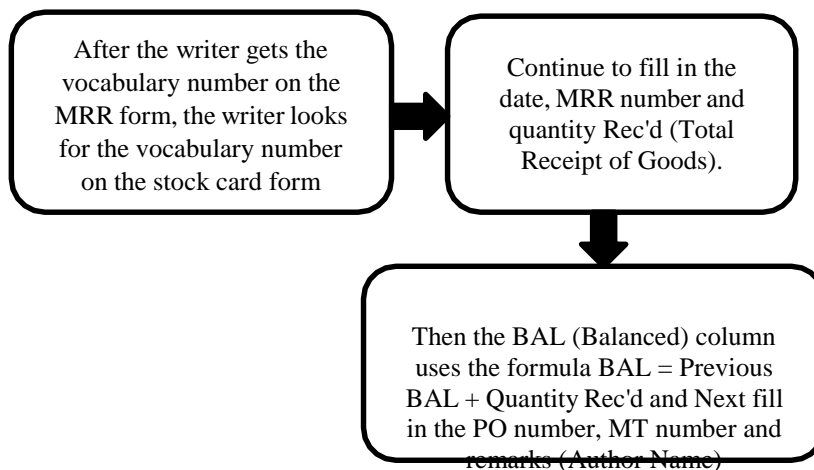 After the writer gets the
vocabulary number on the
MRR form, the writer looks
for the vocabulary number
on the stock card form
Continue to fill in the
date, MRR number and
quantity Rec'd (Total
Receipt of Goods).
Then the BAL (Balanced) column
uses the formula BAL = Previous
BAL + Quantity Rec'd and Next fill
in the PO number, MT number and
remarks (Author Name)